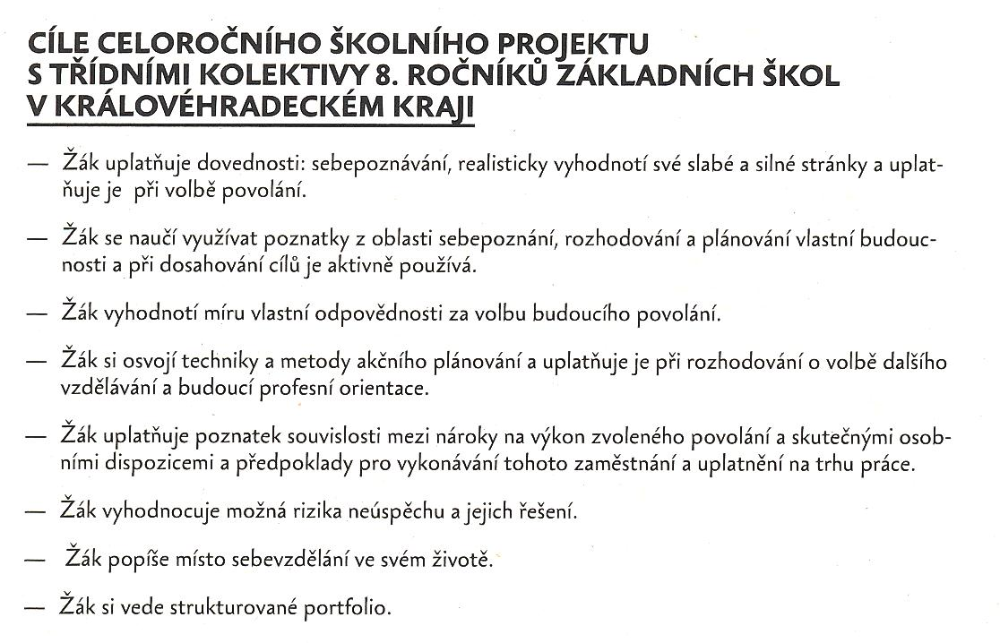 CÍLE CELOROČNÍHO ŠKOLNÍHO PROJEKTU
S TŘÍDNÍMI KOLEKTIVY 8. ROČNÍKŮ ZÁKLADNÍCH ŠKOL
V KRÁLOVÉHRADECKÉM KRAJI
— Žák uplatňuje dovednosti: sebepoznávání, realisticky vyhodnotí své slabé a silné stránky a uplat-
ňuje je při volbě povolání.
— Žák se naučí využívat poznatky z oblasti sebepoznání, rozhodování a plánování vlastní budouc-
nosti a při dosahování cílů je aktivně používá.
— Žák vyhodnotí míru vlastní odpovědnosti za volbu budoucího povolání.
— Žák si osvojí techniky a metody akčního plánování a uplatňuje je při rozhodování o volbě dalšího
vzdělávání a budoucí profesní orientace.
— Žák uplatňuje poznatek souvislosti mezi nároky na výkon zvoleného povolání a skutečnými osob-
ními dispozicemi a předpoklady pro vykonávání tohoto zaměstnání a uplatnění na trhu práce.
— Žák vyhodnocuje možná rizika neúspěchu a jejich řešení.
— Žák popíše místo sebevzdělání ve svém životě.
— Žák si vede strukturované portfolio.